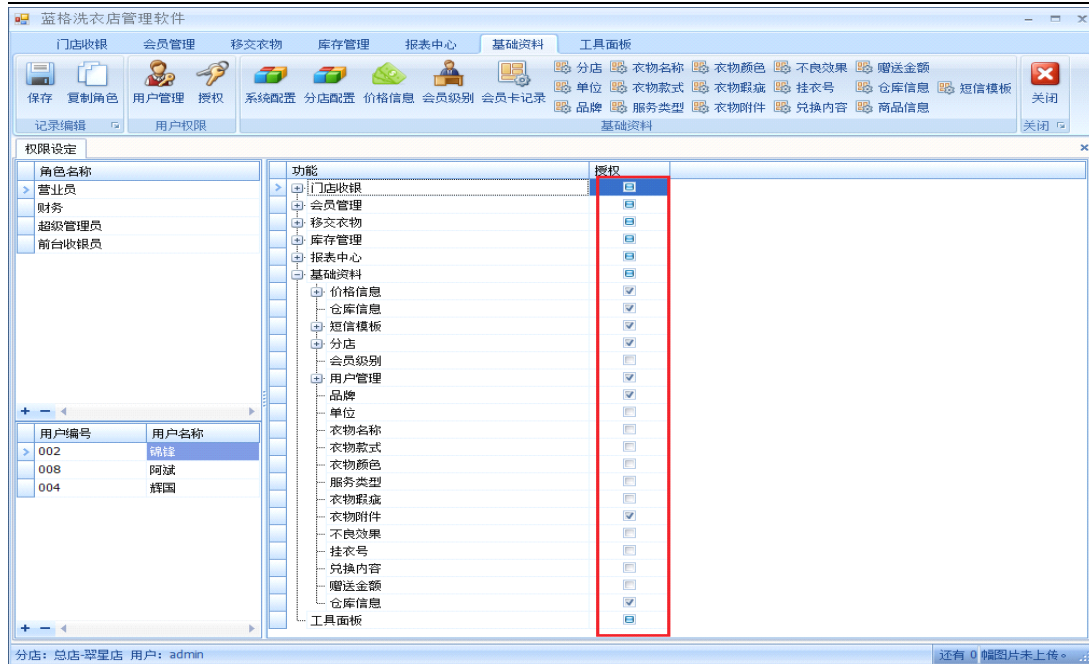 蓝格洗衣店管理软件
门店收银 会员管理 移交衣物 库存管理 报表中心 基础资料 工具面板
保存 复制角色 用户管理 授权 系统配置 分店配置 价格信息 会员级别 会员卡记录 关闭
分店 衣物名称 衣物颜色 不良效果 赠送金额
单位 衣物款式 衣物瑕疵 挂衣号 仓库信息 短信模板
品牌 服务类型 衣物附件 兑换内容 商品信息
记录编辑 用户权限 基础资料 关闭
权限设定
角色名称
营业员
财务
超级管理员
前台收银员
用户编号 用户名称
002 锦锋
008 阿斌
004 辉国
功能 授权
门店收银
会员管理
移交衣物
库存管理
报表中心
基础资料
价格信息
仓库信息
短信模板
分店
会员级别
用户管理
品牌
单位
衣物名称
衣物款式
衣物颜色
服务类型
衣物瑕疵
衣物附件
不良效果
挂衣号
兑换内容
赠送金额
仓库信息
工具面板
分店: 总店-翠星店 用户: admin 还有 0 幅图片未上传。